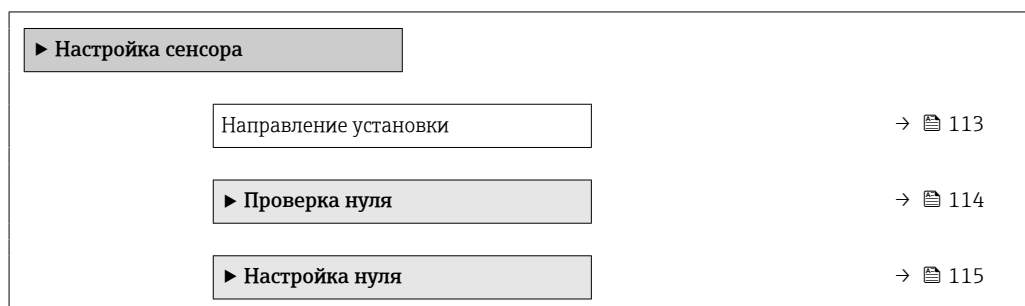 ▶ Настройка сенсора
Направление установки → 113
▶ Проверка нуля → 114
▶ Настройка нуля → 115